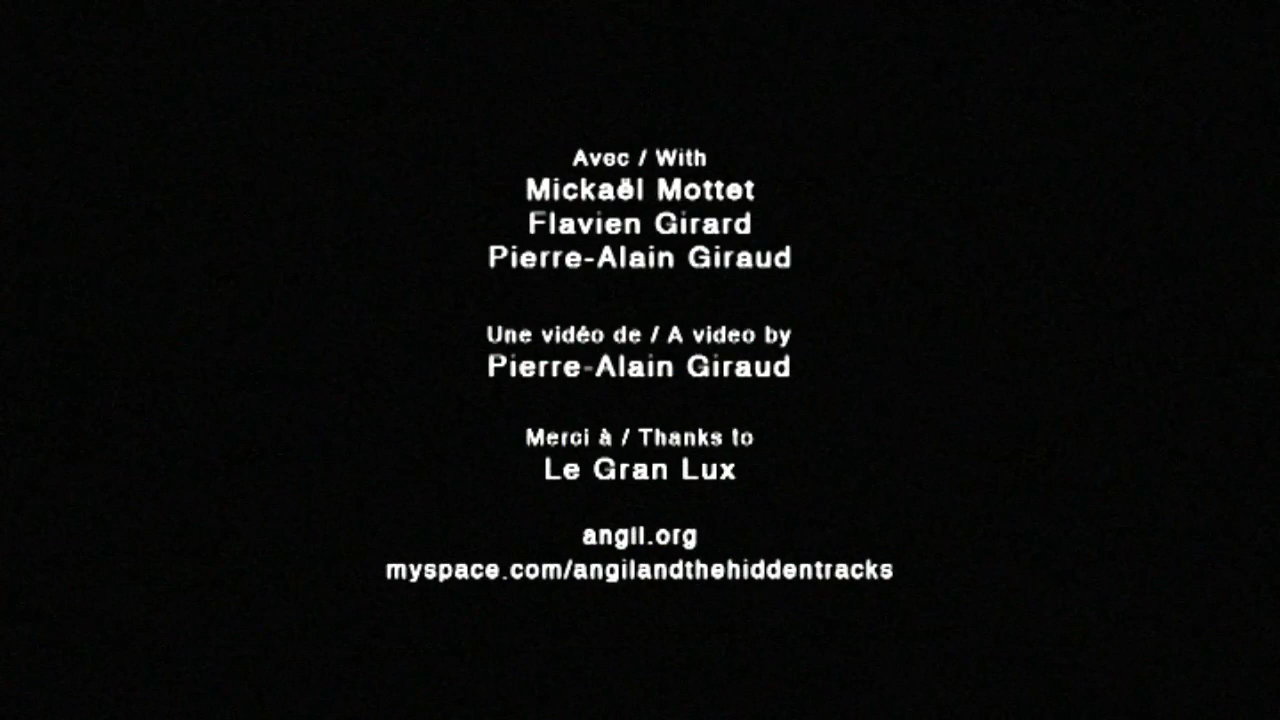 Avec / With
Mickaël Mottet
Flavien Girard
Pierre-Alain Giraud
Une vidéo de / A video by
Pierre-Alain Giraud
Merci à / Thanks to
Le Gran Lux
angil.org
myspace.com/angilandthehiddentracks